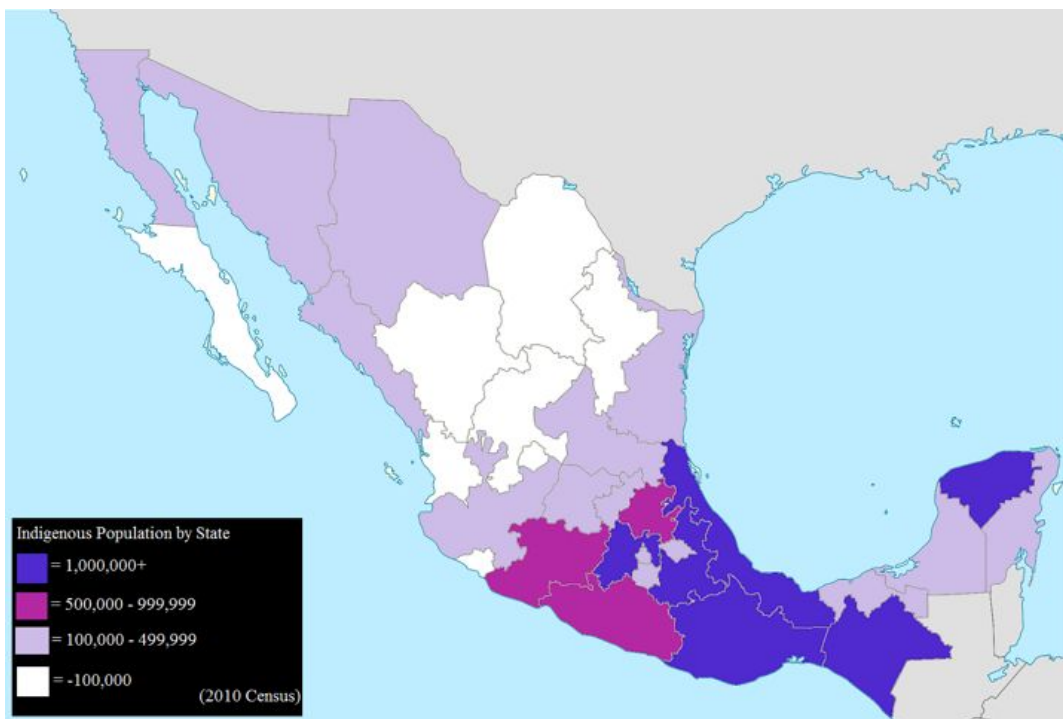 Indigenous Population by State
= 1,000,000+
= 500,000 - 999,999
= 100,000 - 499,999
= -100,000
(2010 Census)